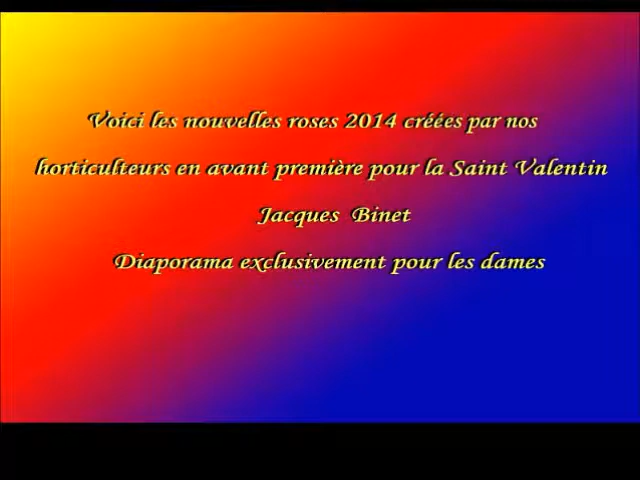 Voici les nouvelles roses 2014 créées par nos
horticulteurs en avant première pour la Saint Valentin
Jacques Binet
Diaporama exclusivement pour les dames